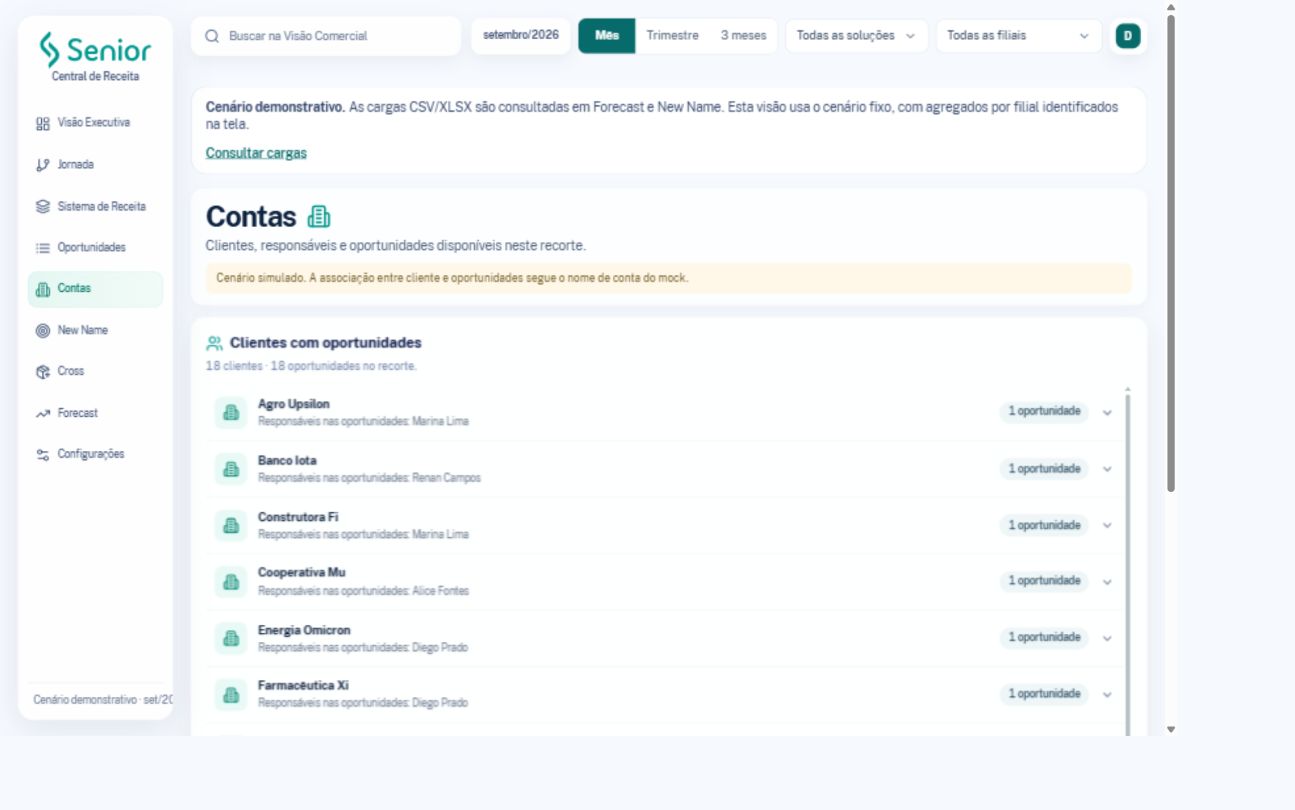 Senior
Central de Receita
Visão Executiva
Jornada
Sistema de Receita
Oportunidades
Contas
New Name
Cross
Forecast
Configurações
Cenário demonstrativo · set/20
Buscar na Visão Comercial
setembro/2026
Mês
Trimestre
3 meses
Todas as soluções
Todas as filiais
D
Cenário demonstrativo. As cargas CSV/XLSX são consultadas em Forecast e New Name. Esta visão usa o cenário fixo, com agregados por filial identificados
na tela.
Consultar cargas
Contas
Clientes, responsáveis e oportunidades disponíveis neste recorte.
Cenário simulado. A associação entre cliente e oportunidades segue o nome de conta do mock.
Clientes com oportunidades
18 clientes · 18 oportunidades no recorte.
Agro Upsilon
Responsáveis nas oportunidades: Marina Lima
1 oportunidade
Banco Iota
Responsáveis nas oportunidades: Renan Campos
1 oportunidade
Construtora Fi
Responsáveis nas oportunidades: Marina Lima
1 oportunidade
Cooperativa Mu
Responsáveis nas oportunidades: Alice Fontes
1 oportunidade
Energia Omicron
Responsáveis nas oportunidades: Diego Prado
1 oportunidade
Farmacêutica Xi
Responsáveis nas oportunidades: Diego Prado
1 oportunidade